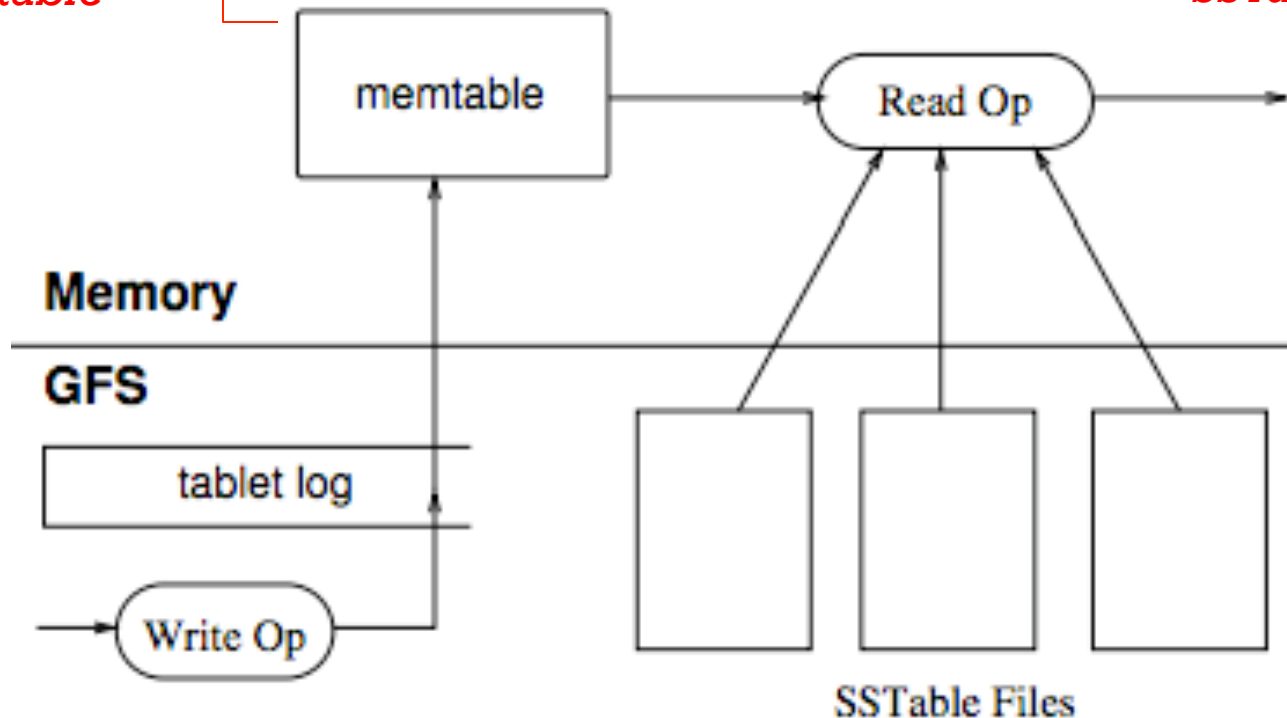 memtable
Read Op
Memory
GFS
tablet log
Write Op
SSTable Files